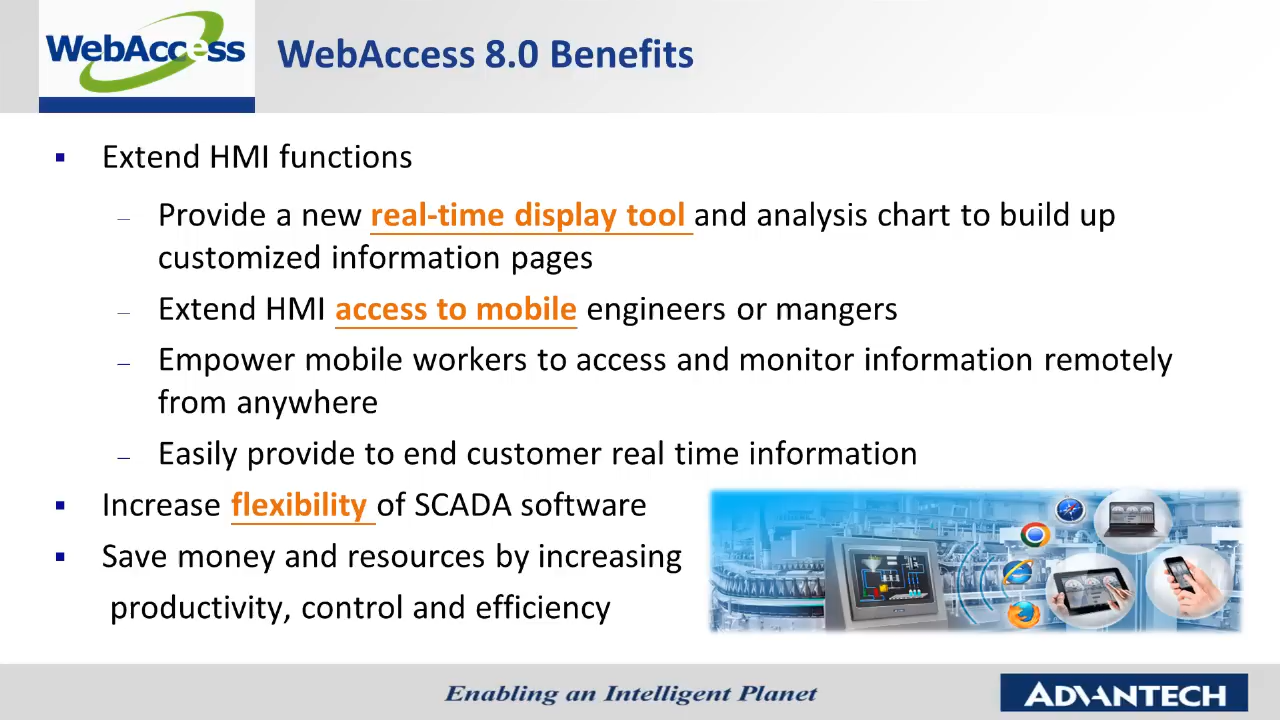 WebAccess
WebAccess 8.0 Benefits
▪ Extend HMI functions
– Provide a new real-time display tool and analysis chart to build up
customized information pages
– Extend HMI access to mobile engineers or mangers
– Empower mobile workers to access and monitor information remotely
from anywhere
– Easily provide to end customer real time information
▪ Increase flexibility of SCADA software
▪ Save money and resources by increasing
productivity, control and efficiency
Enabling an Intelligent Planet
ADVANTECH